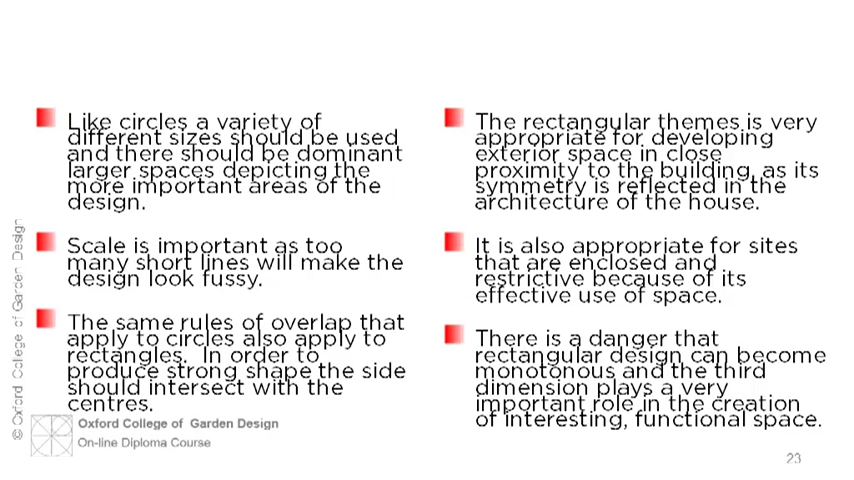 Like circles a variety of
different sizes should be used
and there should be dominant
larger spaces depicting the
more important areas of the
design.
Scale is important as too
many short lines will make the
design look fussy.
The same rules of overlap that
apply to circles also apply to
rectangles. In order to
produce strong shape the side
should intersect with the
centres.
The rectangular themes is very
appropriate for developing
exterior space in close
proximity to the building, as its
symmetry is reflected in the
architecture of the house.
It is also appropriate for sites
that are enclosed and
restrictive because of its
effective use of space.
There is a danger that
rectangular design can become
monotonous and the third
dimension plays a very
important role in the creation
of interesting, functional space.
© Oxford College of Garden Design
Oxford College of Garden Design
On-line Diploma Course
23